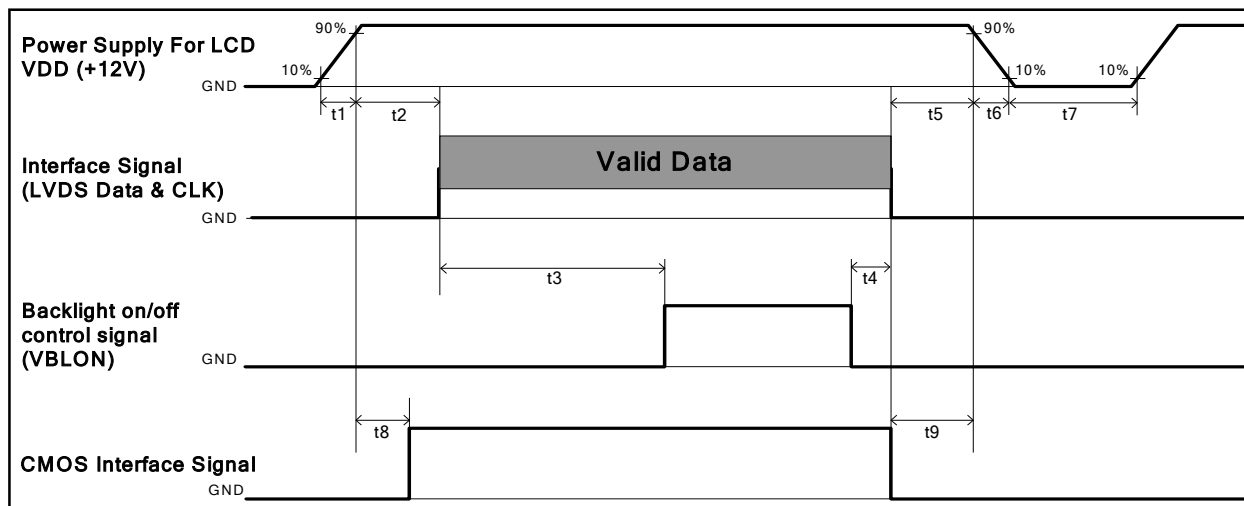 Power Supply For LCD
VDD (+12V)
90%
10%
GND
90%
10%
10%
t1
t2
t5
t6
t7
Interface Signal
(LVDS Data & CLK)
Valid Data
GND
t3
t4
Backlight on/off
control signal
(VBLON)
GND
t8
t9
CMOS Interface Signal
GND